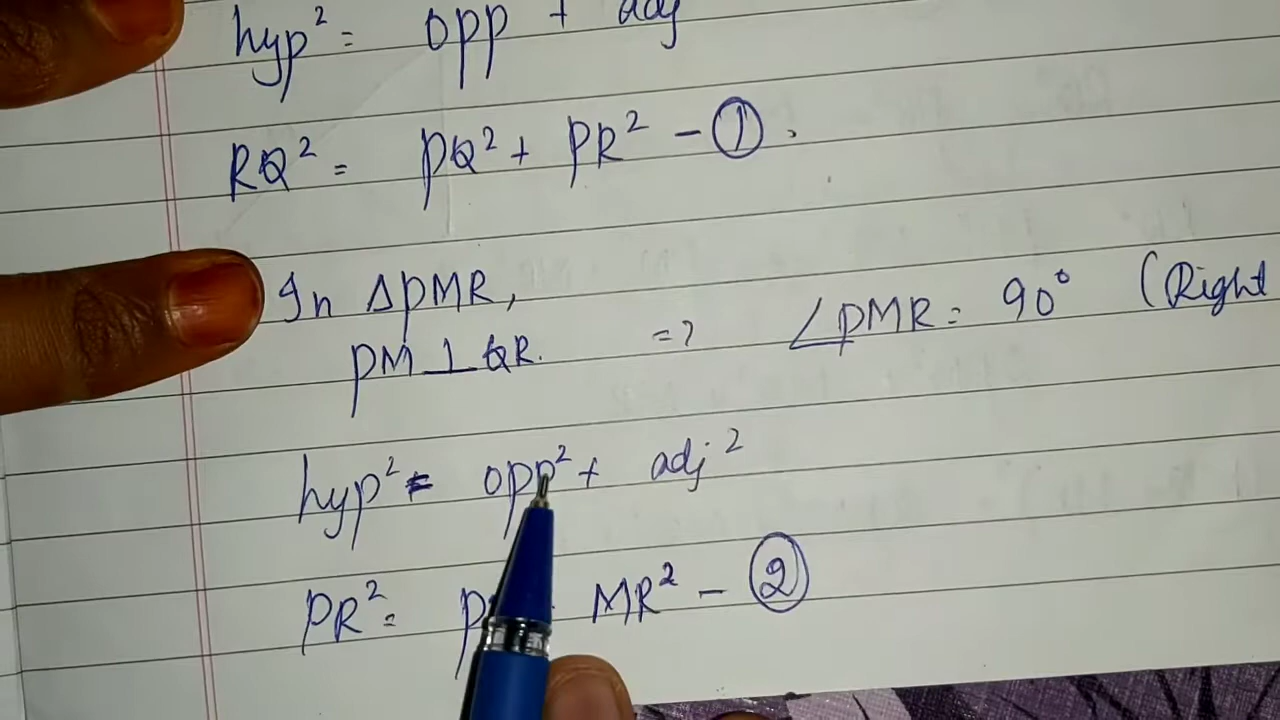 hyp² = opp + adj
RQ² = PQ² + PR² - ①.
In △PMR,
PM ⊥ QR. => ∠PMR = 90° (Right
hyp² = opp² + adj²
PR² = MR² - ②